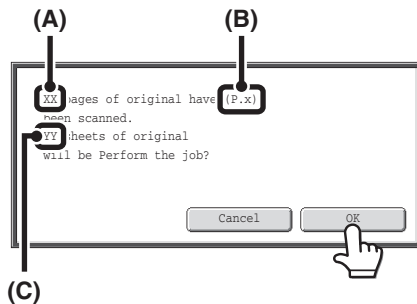 (A) (B)
XX pages of original have (P.x)
been scanned.
YY sheets of original
will be Perform the job?
Cancel OK
(C)